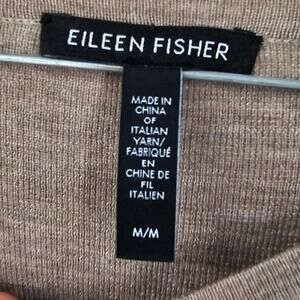 EILEEN FISHER
MADE IN
CHINA
OF
ITALIAN
YARN/
FABRIQUÉ
EN
CHINE DE
FIL
ITALIEN
M/M